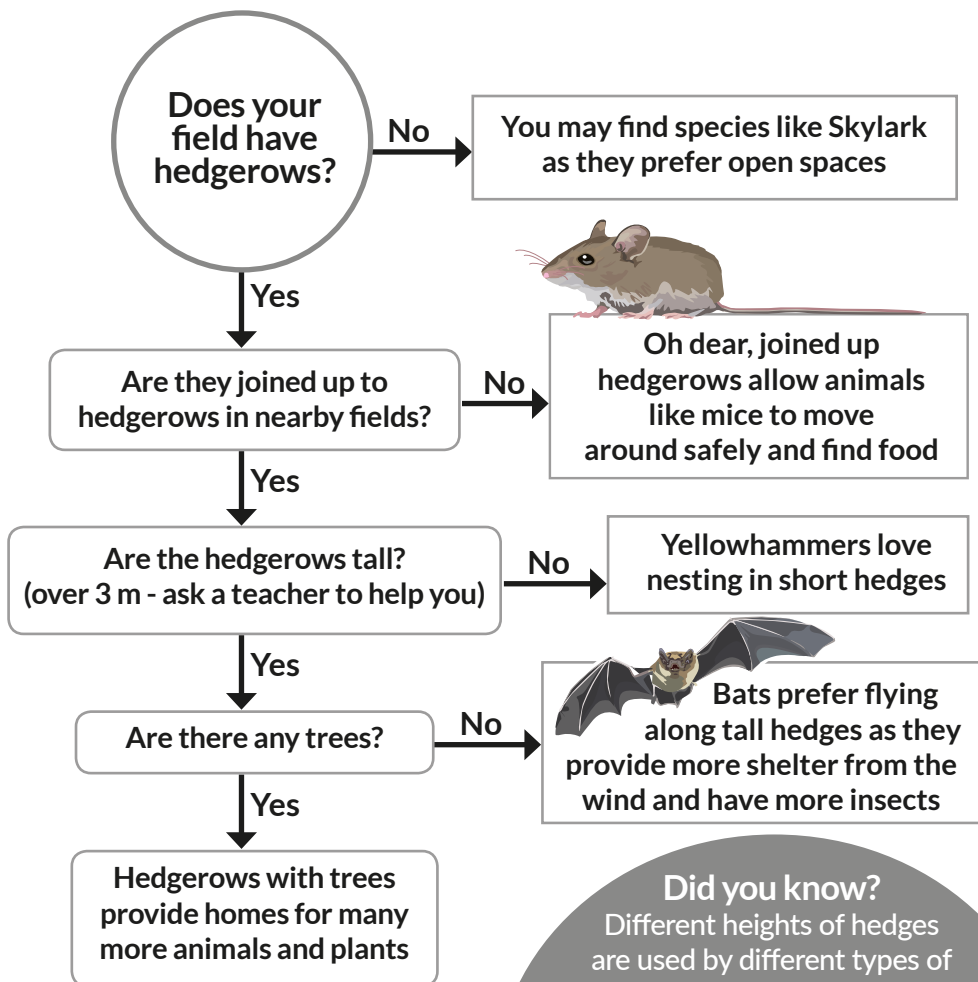 Does your
field have
hedgerows?
No
You may find species like Skylark
as they prefer open spaces
Yes
Are they joined up to
hedgerows in nearby fields?
No
Oh dear, joined up
hedgerows allow animals
like mice to move
around safely and find food
Yes
Are the hedgerows tall?
(over 3 m - ask a teacher to help you)
No
Yellowhammers love
nesting in short hedges
Yes
Are there any trees?
No
Bats prefer flying
along tall hedges as they
provide more shelter from the
wind and have more insects
Yes
Hedgerows with trees
provide homes for many
more animals and plants
Did you know?
Different heights of hedges
are used by different types of